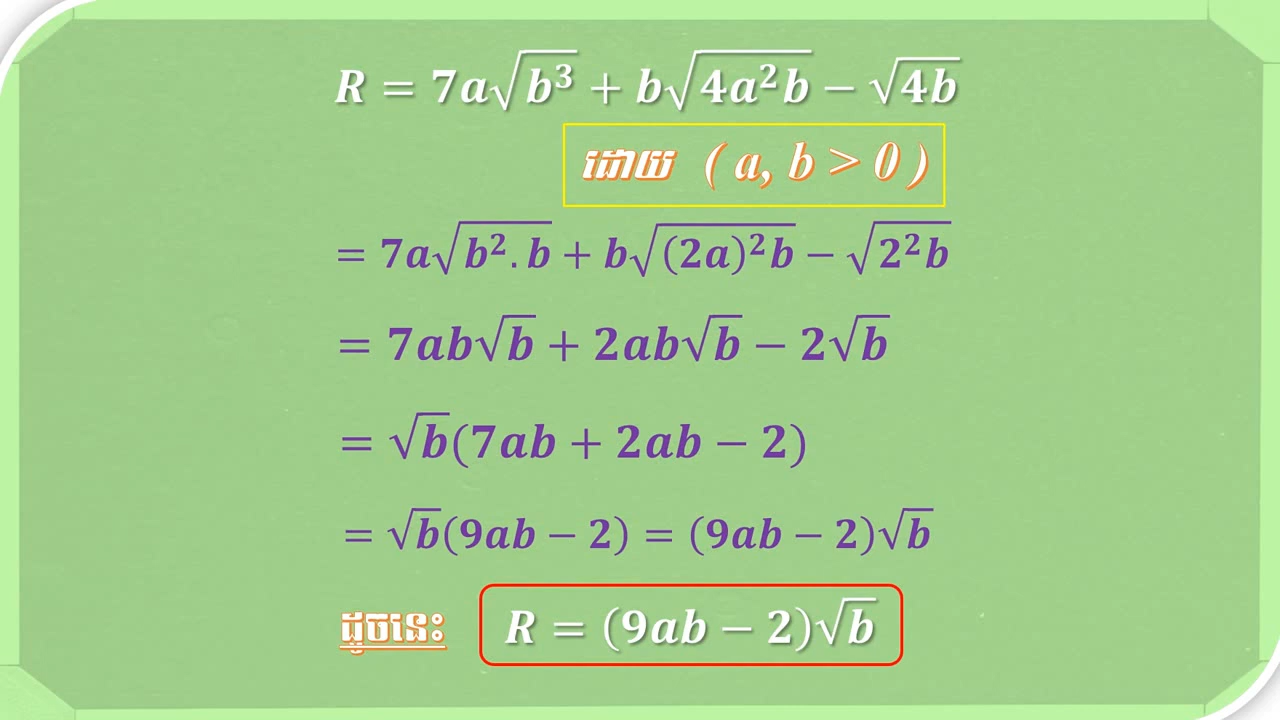 R = 7a√b³ + b√4a²b − √4b
ដោយ ( a, b > 0 )
= 7a√b².b + b√(2a)²b − √2²b
= 7ab√b + 2ab√b − 2√b
= √b(7ab + 2ab − 2)
= √b(9ab − 2) = (9ab − 2)√b
ដូចនេះ R = (9ab − 2)√b